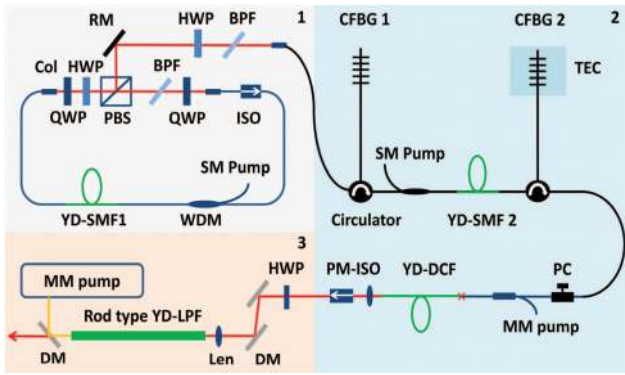 RM
HWP
BPF
1
Col
HWP
BPF
QWP
PBS
QWP
ISO
SM Pump
YD-SMF1
WDM
CFBG 1
CFBG 2
2
TEC
SM Pump
Circulator
YD-SMF 2
3
MM pump
Rod type YD-LPF
DM
Len
DM
HWP
PM-ISO
YD-DCF
PC
MM pump